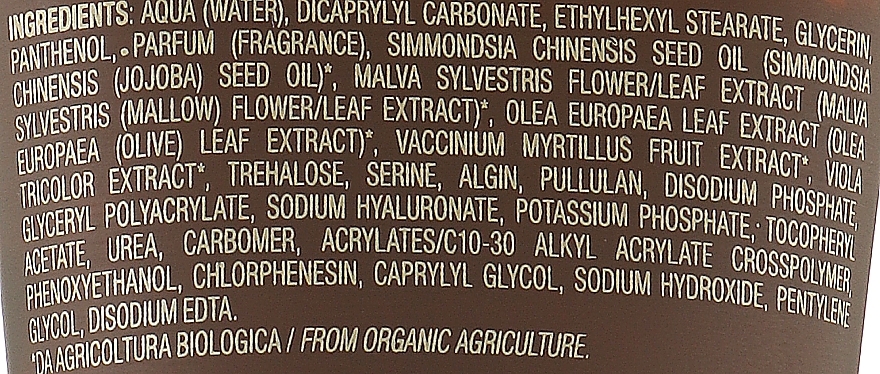 INGREDIENTS: AQUA (WATER), DICAPRYLYL CARBONATE, ETHYLHEXYL STEARATE, GLYCERIN,
PANTHENOL, • PARFUM (FRAGRANCE), SIMMONDSIA CHINENSIS SEED OIL (SIMMONDSIA
CHINENSIS (JOJOBA) SEED OIL)*, MALVA SYLVESTRIS FLOWER/LEAF EXTRACT (MALVA
SYLVESTRIS (MALLOW) FLOWER/LEAF EXTRACT)*, OLEA EUROPAEA LEAF EXTRACT (OLEA
EUROPAEA (OLIVE) LEAF EXTRACT)*, VACCINIUM MYRTILLUS FRUIT EXTRACT*, VIOLA
TRICOLOR EXTRACT*, TREHALOSE, SERINE, ALGIN, PULLULAN, DISODIUM PHOSPHATE,
GLYCERYL POLYACRYLATE, SODIUM HYALURONATE, POTASSIUM PHOSPHATE, TOCOPHERYL
ACETATE, UREA, CARBOMER, ACRYLATES/C10-30 ALKYL ACRYLATE CROSSPOLYMER,
PHENOXYETHANOL, CHLORPHENESIN, CAPRYLYL GLYCOL, SODIUM HYDROXIDE, PENTYLENE
GLYCOL, DISODIUM EDTA.
*DA AGRICOLTURA BIOLOGICA / FROM ORGANIC AGRICULTURE.